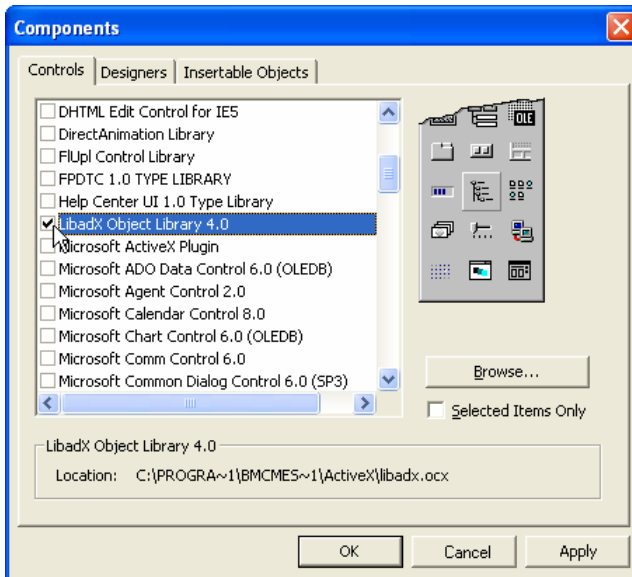 Components
Controls
Designers
Insertable Objects
DHTML Edit Control for IE5
DirectAnimation Library
FlUpl Control Library
FPDTC 1.0 TYPE LIBRARY
Help Center UI 1.0 Type Library
LibadX Object Library 4.0
Microsoft ActiveX Plugin
Microsoft ADO Data Control 6.0 (OLEDB)
Microsoft Agent Control 2.0
Microsoft Calendar Control 8.0
Microsoft Chart Control 6.0 (OLEDB)
Microsoft Comm Control 6.0
Microsoft Common Dialog Control 6.0 (SP3)
OLE
Browse...
Selected Items Only
LibadX Object Library 4.0
Location: C:\PROGRA~1\BMCMES~1\ActiveX\libadx.ocx
OK
Cancel
Apply